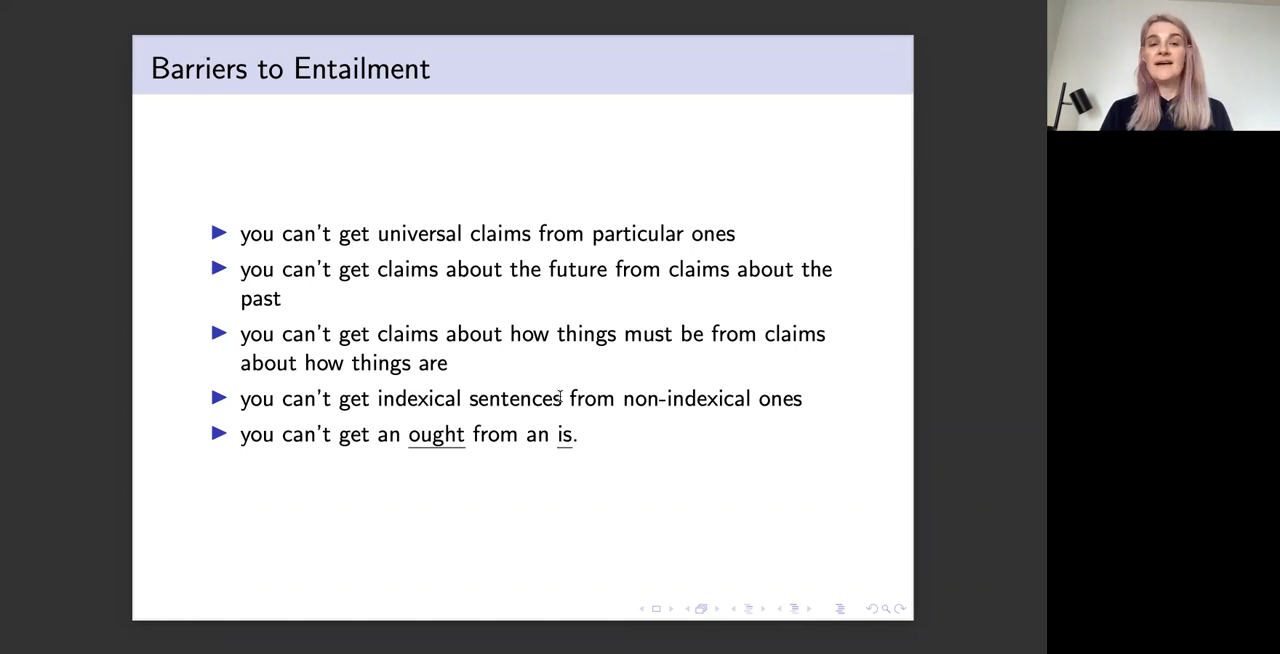 Barriers to Entailment
you can't get universal claims from particular ones
you can't get claims about the future from claims about the
past
you can't get claims about how things must be from claims
about how things are
you can't get indexical sentences from non-indexical ones
you can't get an ought from an is.